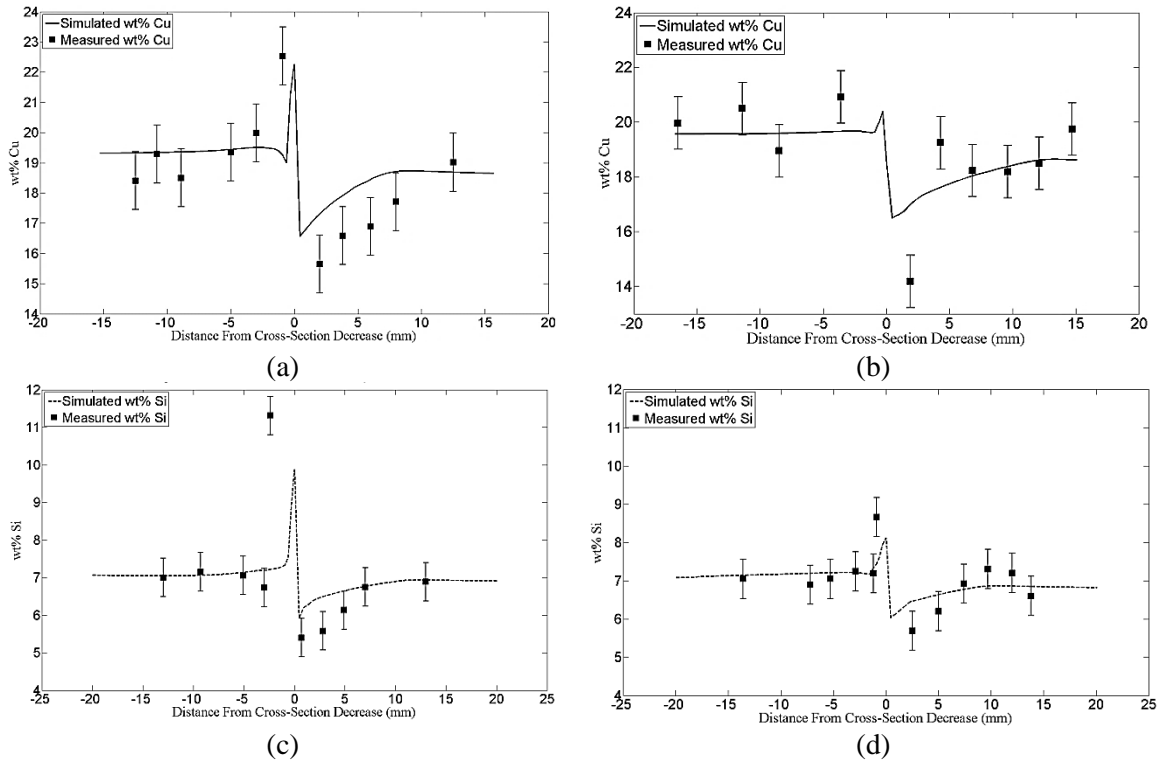 Simulated wt% Cu
Measured wt% Cu
24
23
22
21
20
19
18
17
16
15
14
wt% Cu
-20 -15 -10 -5 0 5 10 15 20
Distance From Cross-Section Decrease (mm)
(a)
Simulated wt% Cu
Measured wt% Cu
24
22
20
18
16
14
wt% Cu
-20 -15 -10 -5 0 5 10 15 20
Distance From Cross-Section Decrease (mm)
(b)
Simulated wt% Si
Measured wt% Si
12
11
10
9
8
7
6
5
4
wt% Si
-25 -20 -15 -10 -5 0 5 10 15 20 25
Distance From Cross-Section Decrease (mm)
(c)
Simulated wt% Si
Measured wt% Si
12
11
10
9
8
7
6
5
4
wt% Si
-25 -20 -15 -10 -5 0 5 10 15 20 25
Distance From Cross-Section Decrease (mm)
(d)